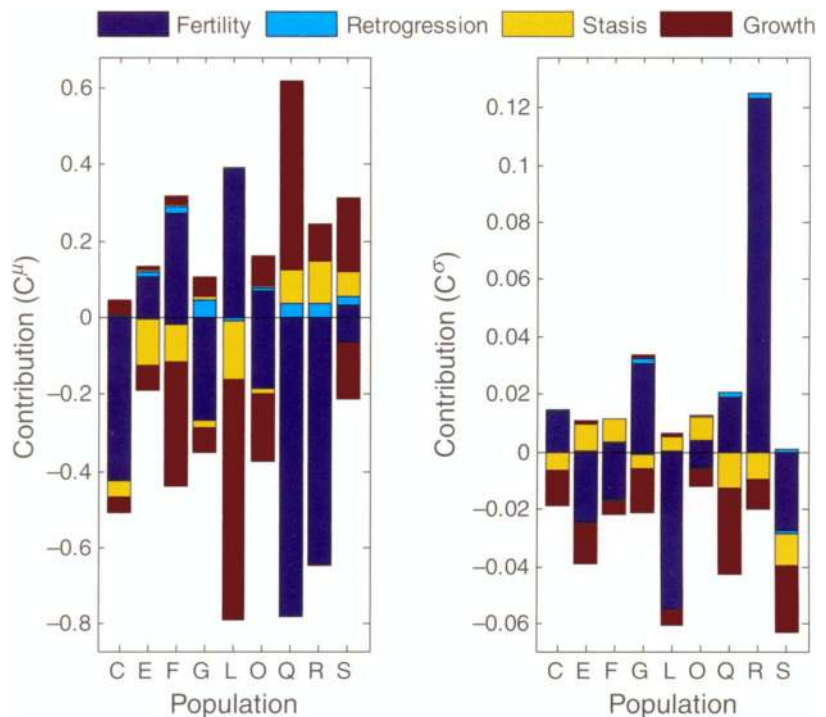 Fertility Retrogression Stasis Growth
Contribution (C^μ)
0.6
0.4
0.2
0
−0.2
−0.4
−0.6
−0.8
C E F G L O Q R S
Population
Contribution (C^σ)
0.12
0.1
0.08
0.06
0.04
0.02
0
−0.02
−0.04
−0.06
C E F G L O Q R S
Population